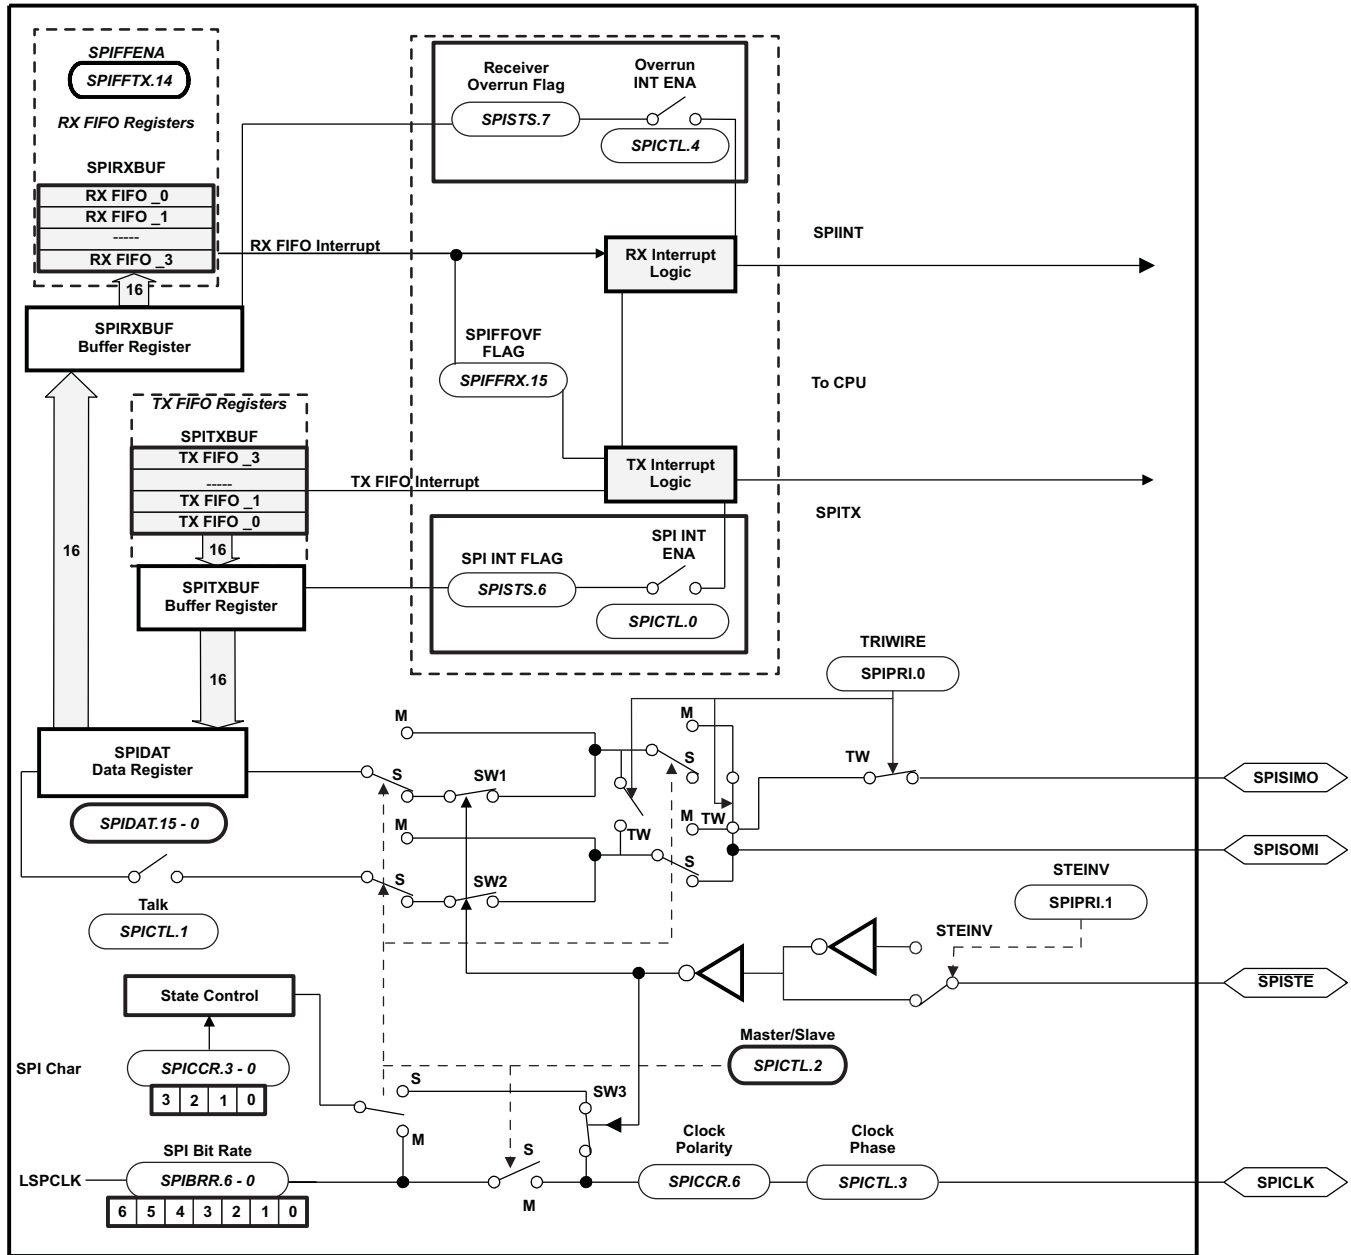 SPIFFENA
SPIFFTX.14
RX FIFO Registers
SPIRXBUF
RX FIFO _0
RX FIFO _1
-----
RX FIFO _3
16
SPIRXBUF
Buffer Register
Receiver
Overrun Flag
SPISTS.7
Overrun
INT ENA
SPICTL.4
RX FIFO Interrupt
RX Interrupt
Logic
SPIINT
SPIFFOVF
FLAG
SPIFFRX.15
To CPU
TX FIFO Registers
SPITXBUF
TX FIFO _3
-----
TX FIFO _1
TX FIFO _0
16
TX FIFO Interrupt
TX Interrupt
Logic
SPITX
16
SPITXBUF
Buffer Register
SPI INT FLAG
SPISTS.6
SPI INT
ENA
SPICTL.0
16
TRIWIRE
SPIPRI.0
SPIDAT
Data Register
SPIDAT.15 - 0
M
S
SW1
M
S
TW
M
TW
TW
SPISIMO
M
S
SW2
S
SPISOMI
Talk
SPICTL.1
STEINV
SPIPRI.1
STEINV
SPISTE
State Control
Master/Slave
SPICTL.2
SPI Char
SPICCR.3 - 0
3 2 1 0
S
M
SW3
SPI Bit Rate
LSPCLK
SPIBRR.6 - 0
6 5 4 3 2 1 0
S
M
Clock
Polarity
SPICCR.6
Clock
Phase
SPICTL.3
SPICLK